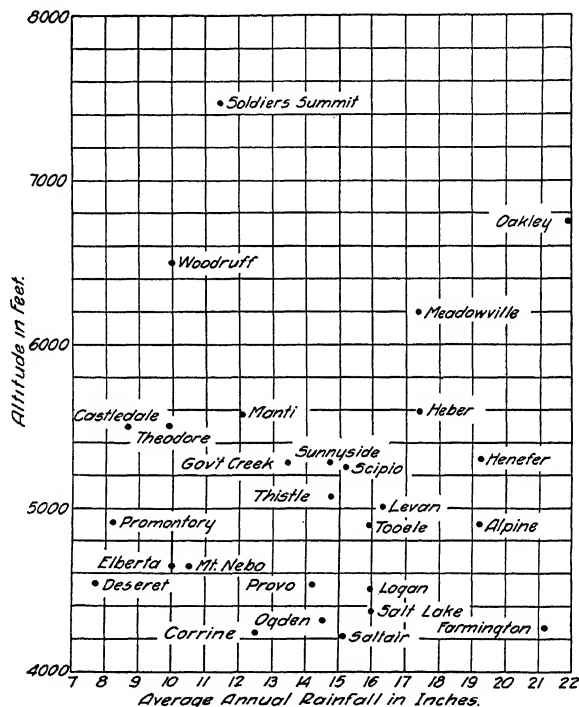 8000
Soldiers Summit
7000
Oakley
Woodruff
Meadowville
6000
Altitude in Feet.
Castledale
Manti
Heber
Theodore
Sunnyside
Gov't Creek
Scipio
Henefer
Thistle
Levan
5000
Promontory
Tooele
Alpine
Elberta
Mt. Nebo
Deseret
Provo
Logan
Salt Lake
Ogden
Corrine
Saltair
Farmington
4000
7 8 9 10 11 12 13 14 15 16 17 18 19 20 21 22
Average Annual Rainfall in Inches.